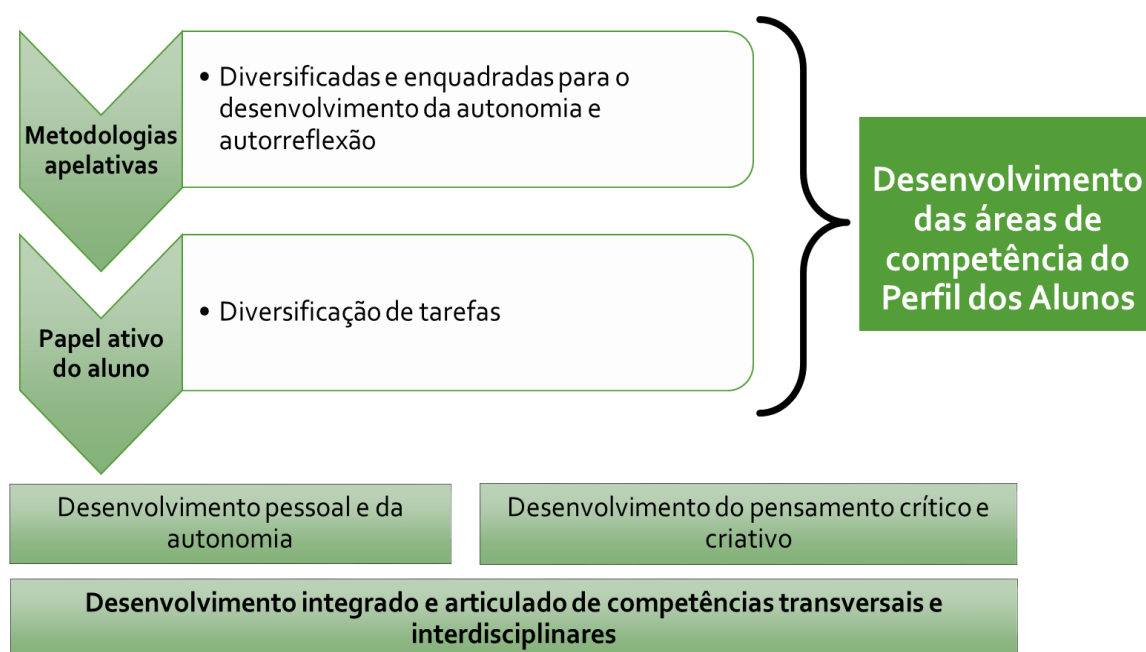 Metodologias
apelativas
• Diversificadas e enquadradas para o
desenvolvimento da autonomia e
autorreflexão
Papel ativo
do aluno
• Diversificação de tarefas
Desenvolvimento
das áreas de
competência do
Perfil dos Alunos
Desenvolvimento pessoal e da
autonomia
Desenvolvimento do pensamento crítico e
criativo
Desenvolvimento integrado e articulado de competências transversais e
interdisciplinares